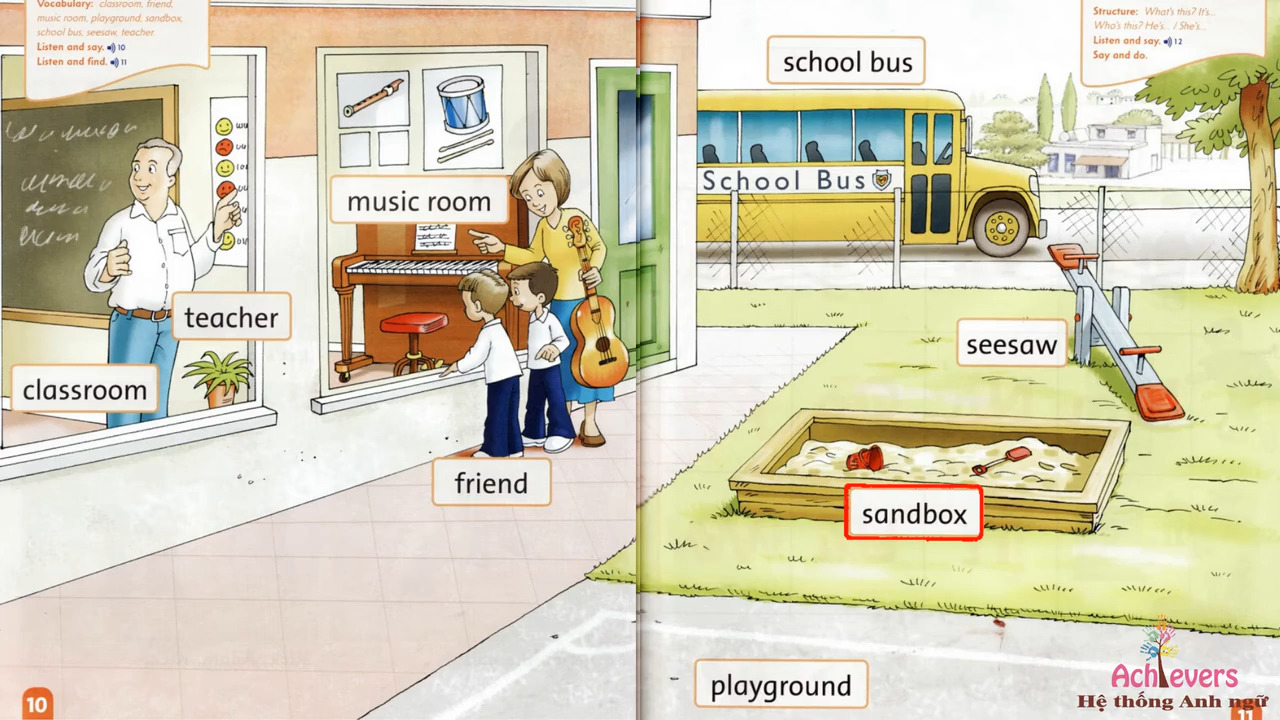 Vocabulary: classroom, friend,
music room, playground, sandbox,
school bus, seesaw, teacher.
Listen and say. 10
Listen and find. 11
Structure: What's this? It's...
Who's this? He's... / She's...
Listen and say. 12
Say and do.
school bus
School Bus
music room
teacher
seesaw
classroom
friend
sandbox
playground
Achievers
Hệ thống Anh ngữ
10
11